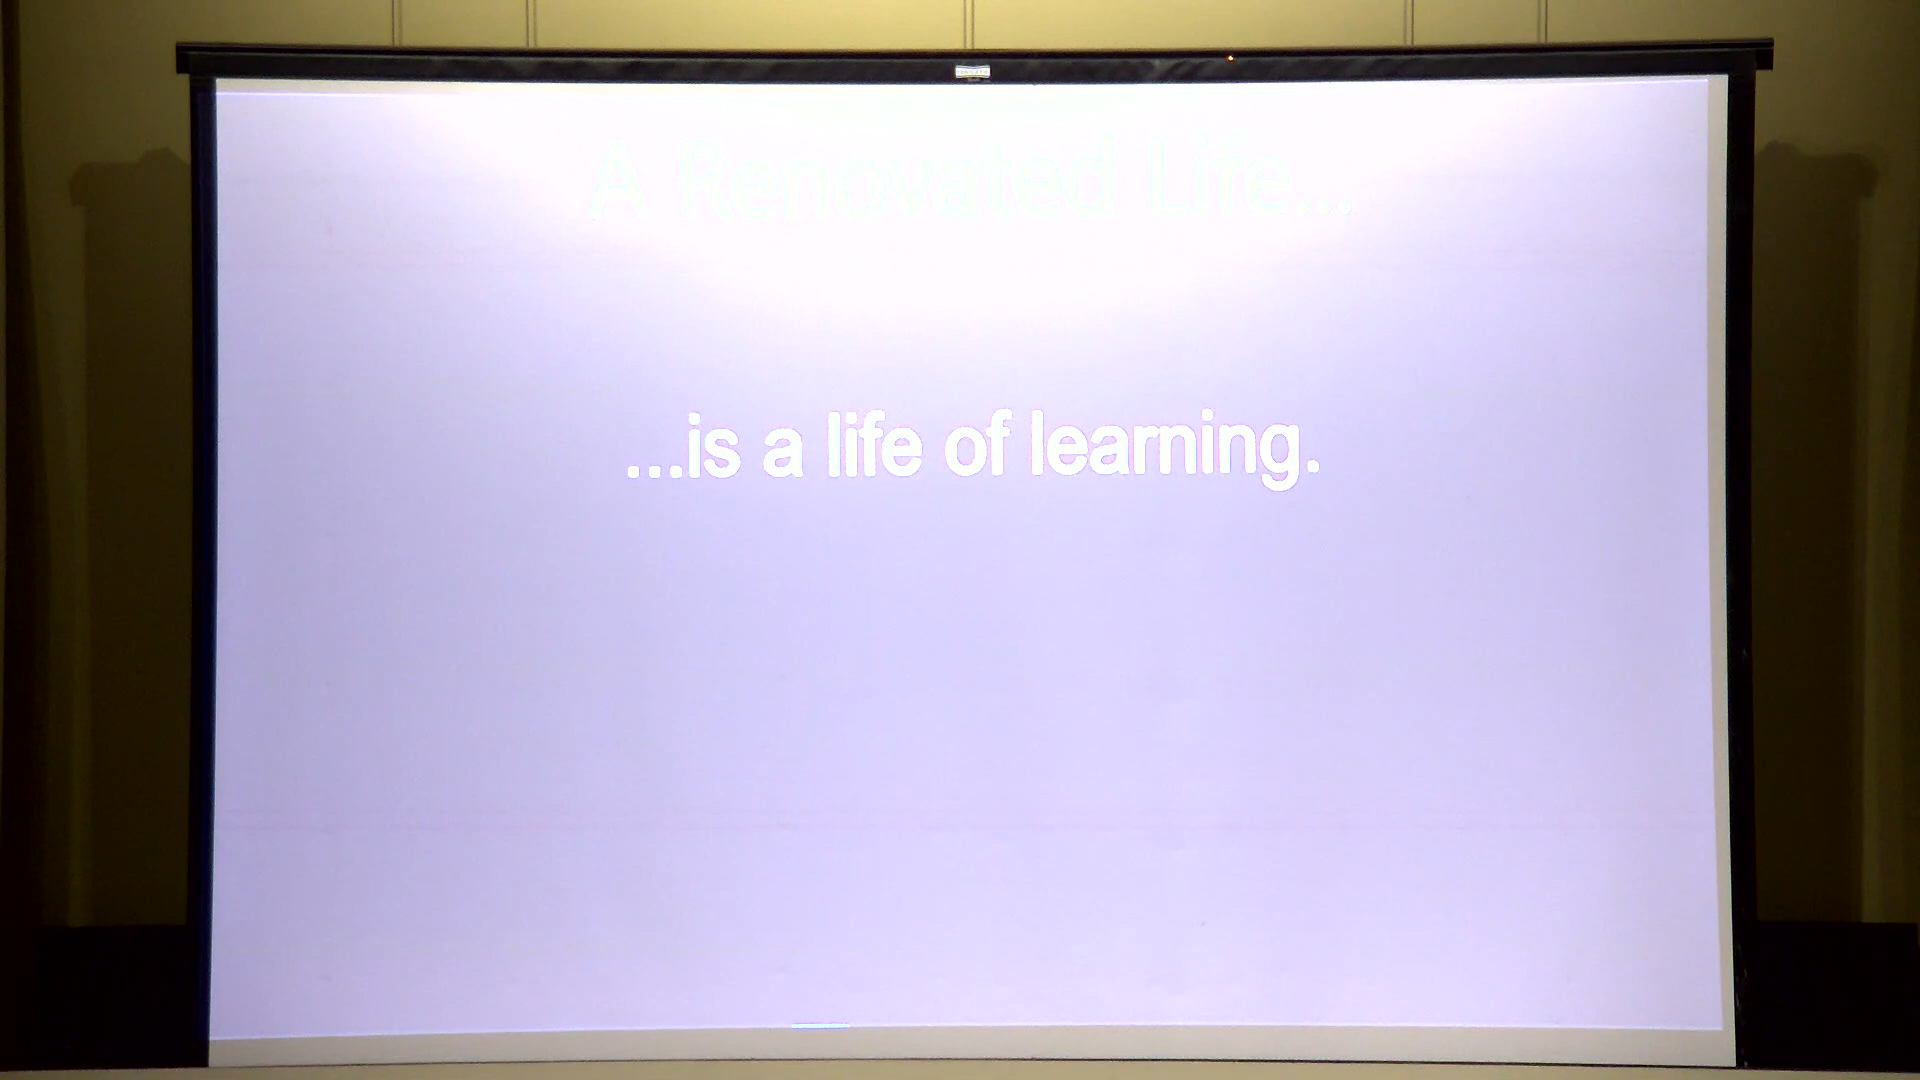 A Renovated Life...
...is a life of learning.